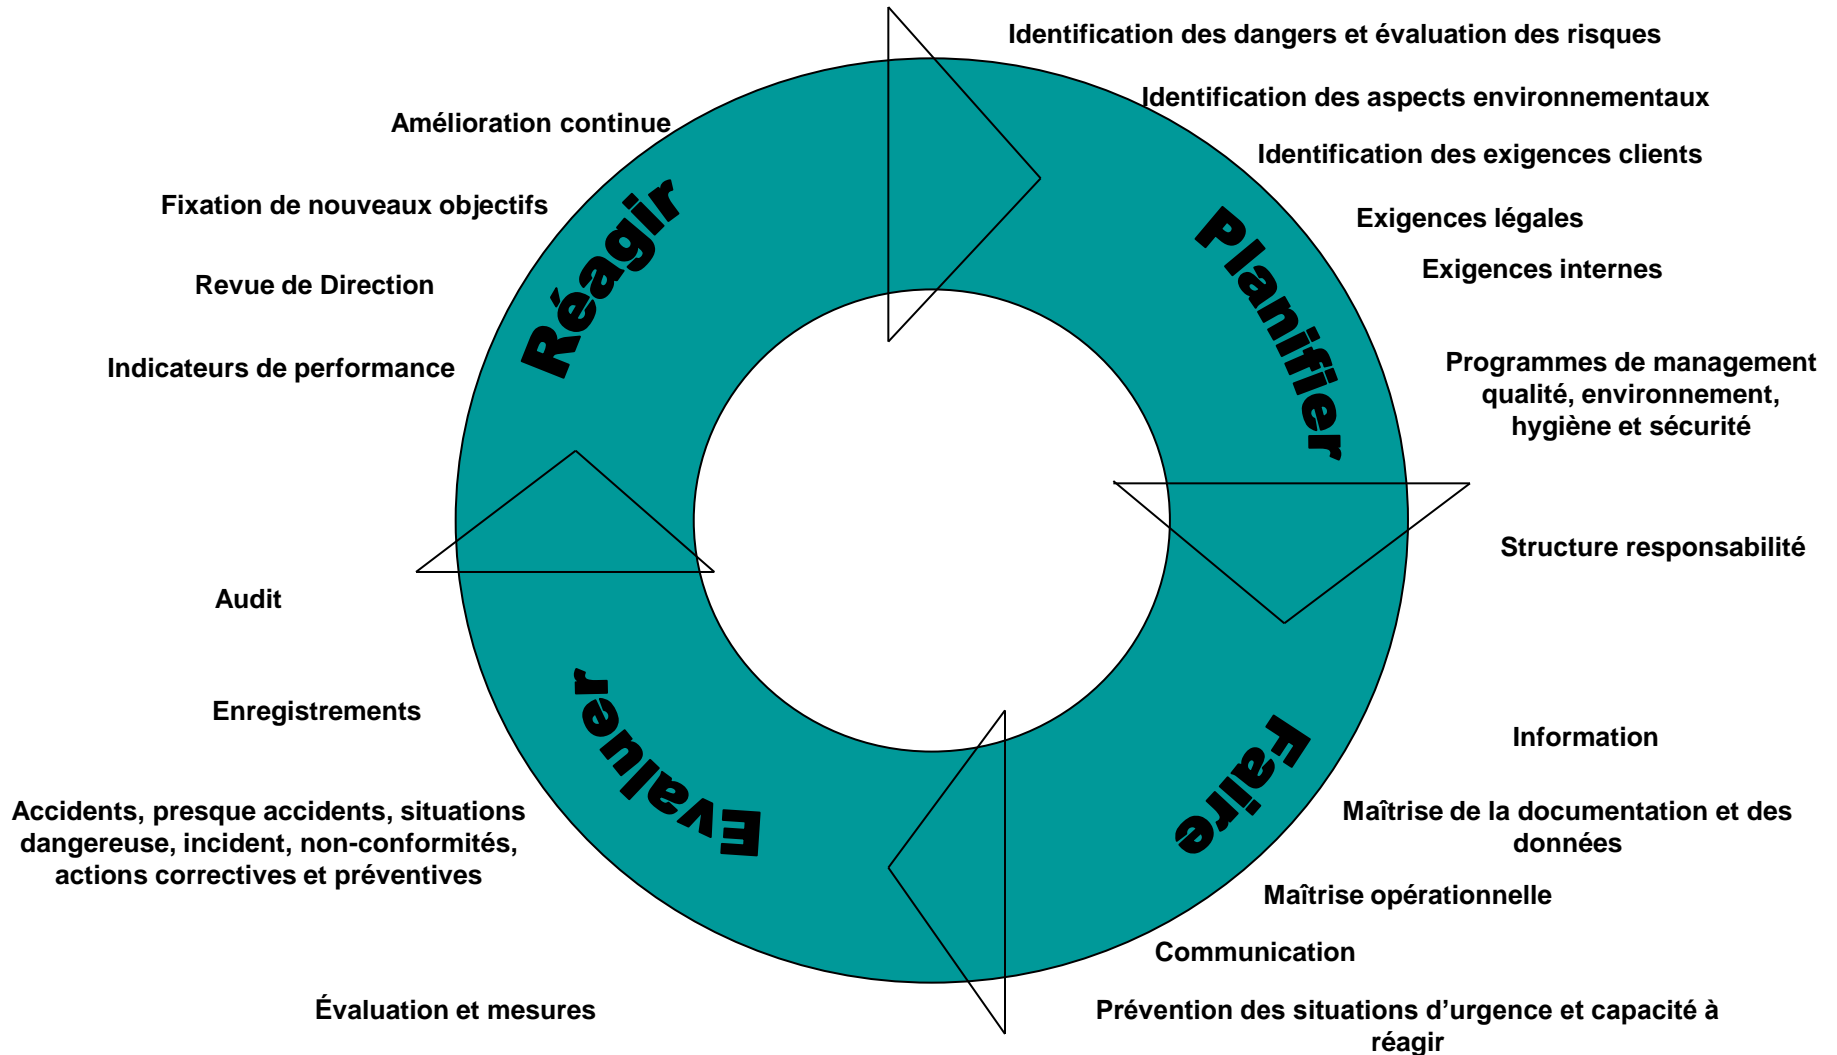 Identification des dangers et évaluation des risques
Identification des aspects environnementaux
Identification des exigences clients
Exigences légales
Exigences internes
Programmes de management
qualité, environnement,
hygiène et sécurité
Planifier
Structure responsabilité
Information
Maîtrise de la documentation et des
données
Maîtrise opérationnelle
Communication
Prévention des situations d’urgence et capacité à
réagir
Faire
Évaluation et mesures
Accidents, presque accidents, situations
dangereuse, incident, non-conformités,
actions correctives et préventives
Enregistrements
Audit
Evaluer
Indicateurs de performance
Revue de Direction
Fixation de nouveaux objectifs
Amélioration continue
Réagir